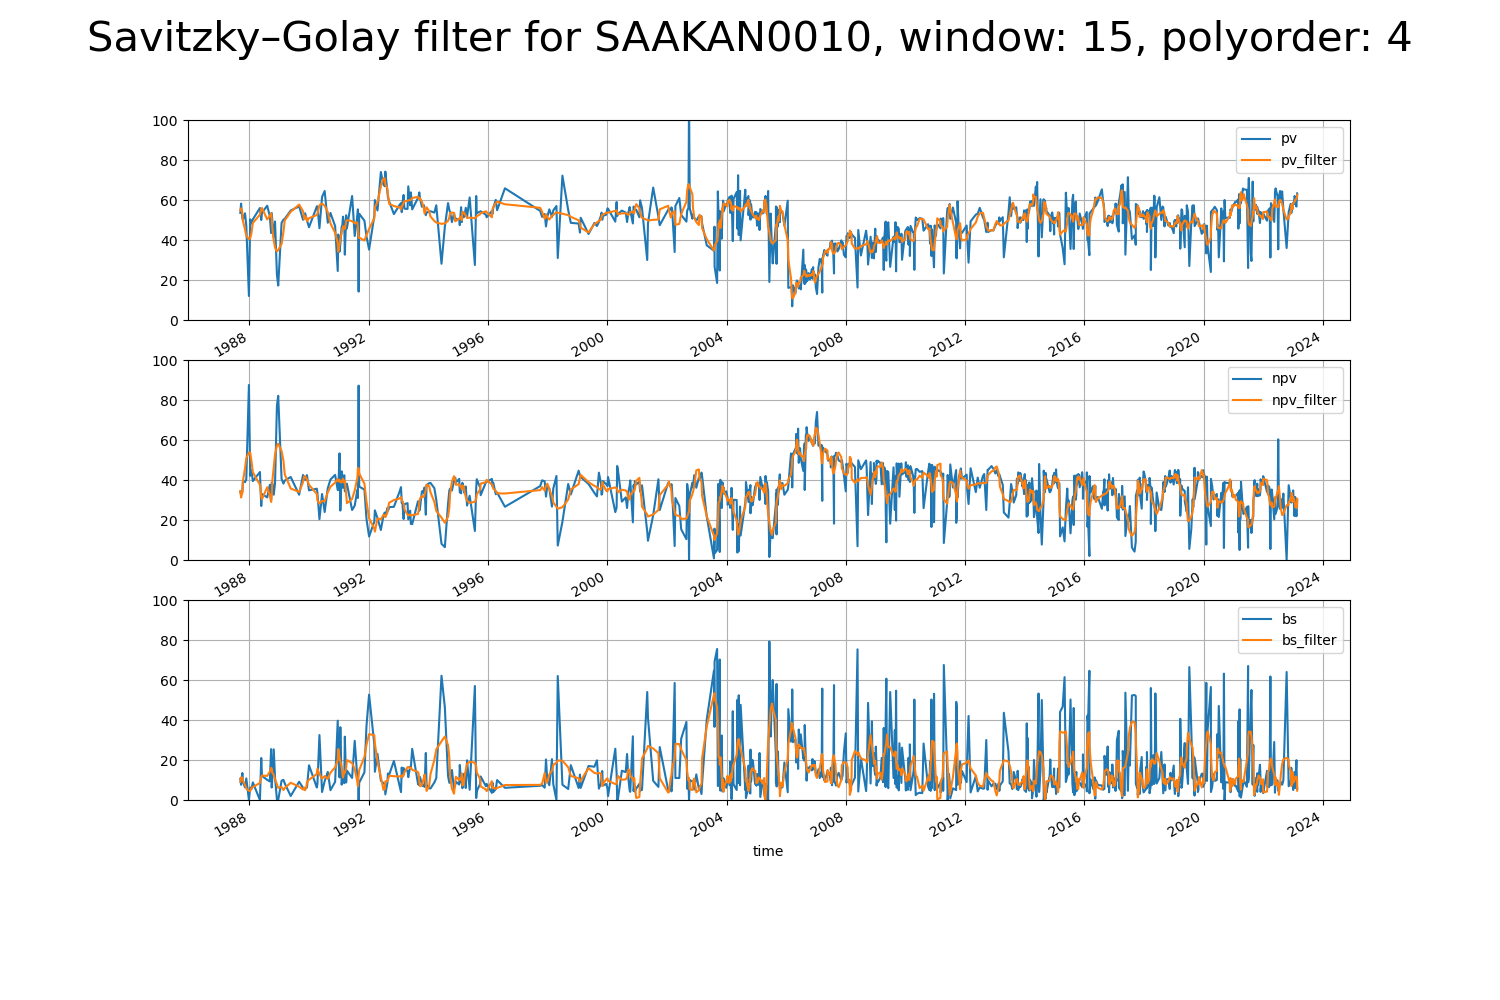 Savitzky–Golay filter for SAAKAN0010, window: 15, polyorder: 4
100
80
60
40
20
0
pv
pv_filter
1988 1992 1996 2000 2004 2008 2012 2016 2020 2024
100
80
60
40
20
0
npv
npv_filter
1988 1992 1996 2000 2004 2008 2012 2016 2020 2024
100
80
60
40
20
0
bs
bs_filter
1988 1992 1996 2000 2004 2008 2012 2016 2020 2024
time